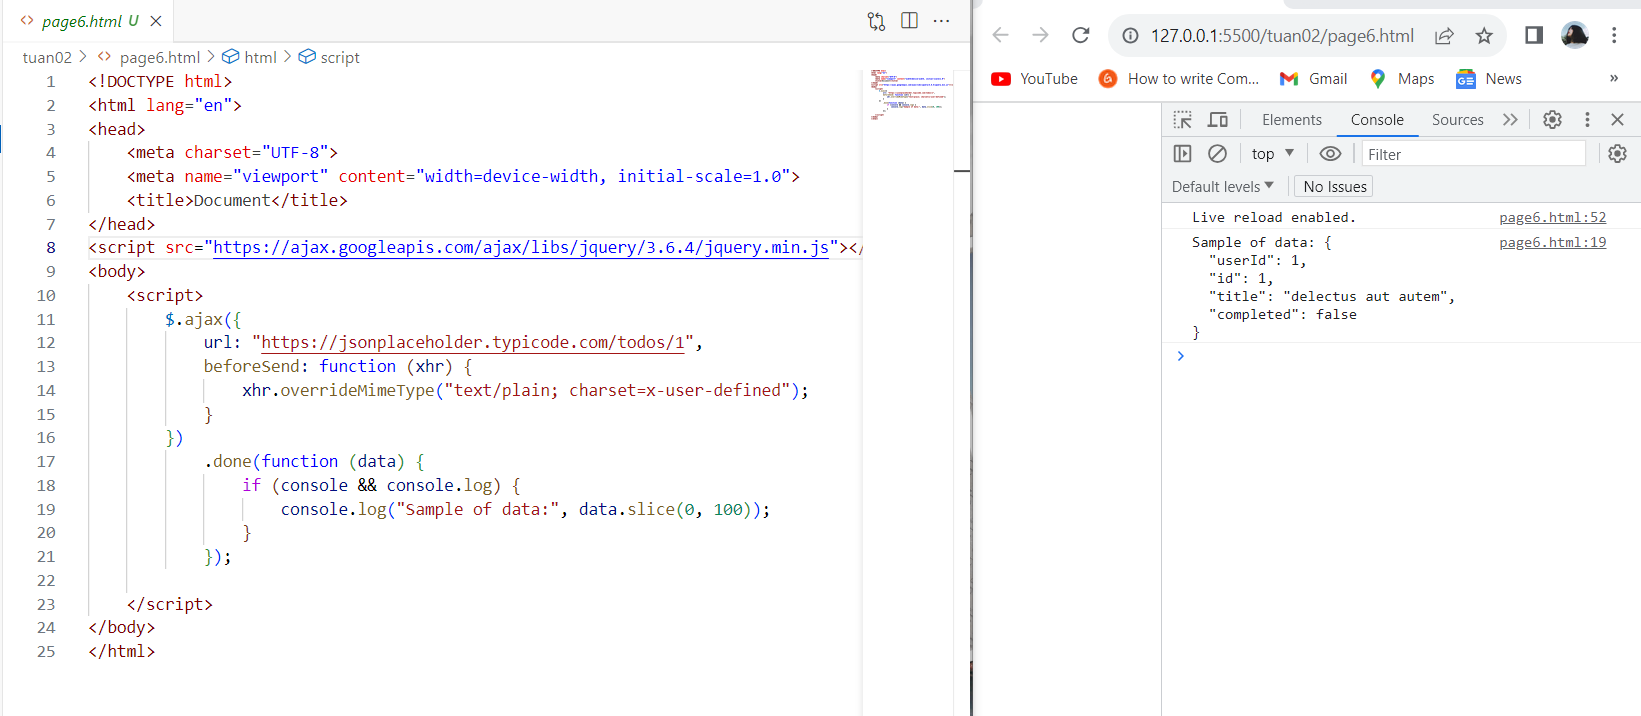 page6.html U
tuan02 > page6.html > html > script
1 <!DOCTYPE html>
2 <html lang="en">
3 <head>
4 <meta charset="UTF-8">
5 <meta name="viewport" content="width=device-width, initial-scale=1.0">
6 <title>Document</title>
7 </head>
8 <script src="https://ajax.googleapis.com/ajax/libs/jquery/3.6.4/jquery.min.js"></
9 <body>
10 <script>
11 $.ajax({
12 url: "https://jsonplaceholder.typicode.com/todos/1",
13 beforeSend: function (xhr) {
14 xhr.overrideMimeType("text/plain; charset=x-user-defined");
15 }
16 })
17 .done(function (data) {
18 if (console && console.log) {
19 console.log("Sample of data:", data.slice(0, 100));
20 }
21 });
22
23 </script>
24 </body>
25 </html>
127.0.0.1:5500/tuan02/page6.html
YouTube How to write Com... Gmail Maps News »
Elements Console Sources
top Filter
Default levels No Issues
Live reload enabled. page6.html:52
Sample of data: { page6.html:19
"userId": 1,
"id": 1,
"title": "delectus aut autem",
"completed": false
}